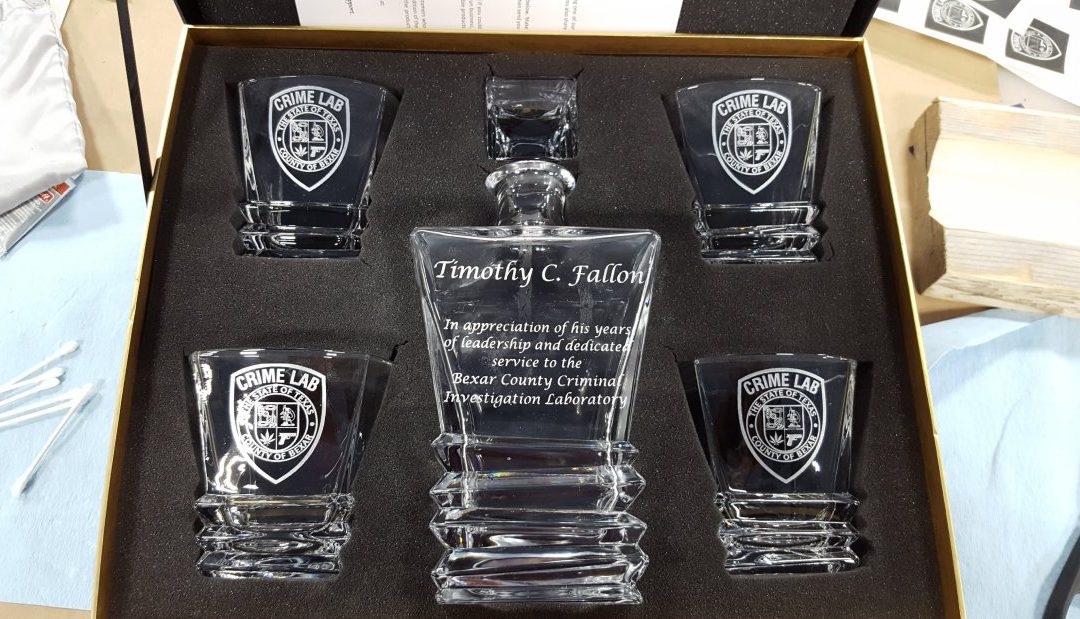 CRIME LAB
THE STATE OF TEXAS
COUNTY OF BEXAR
CRIME LAB
THE STATE OF TEXAS
COUNTY OF BEXAR
Timothy C. Fallon
In appreciation of his years
of leadership and dedicated
service to the
Bexar County Criminal
Investigation Laboratory
CRIME LAB
THE STATE OF TEXAS
COUNTY OF BEXAR
CRIME LAB
THE STATE OF TEXAS
COUNTY OF BEXAR